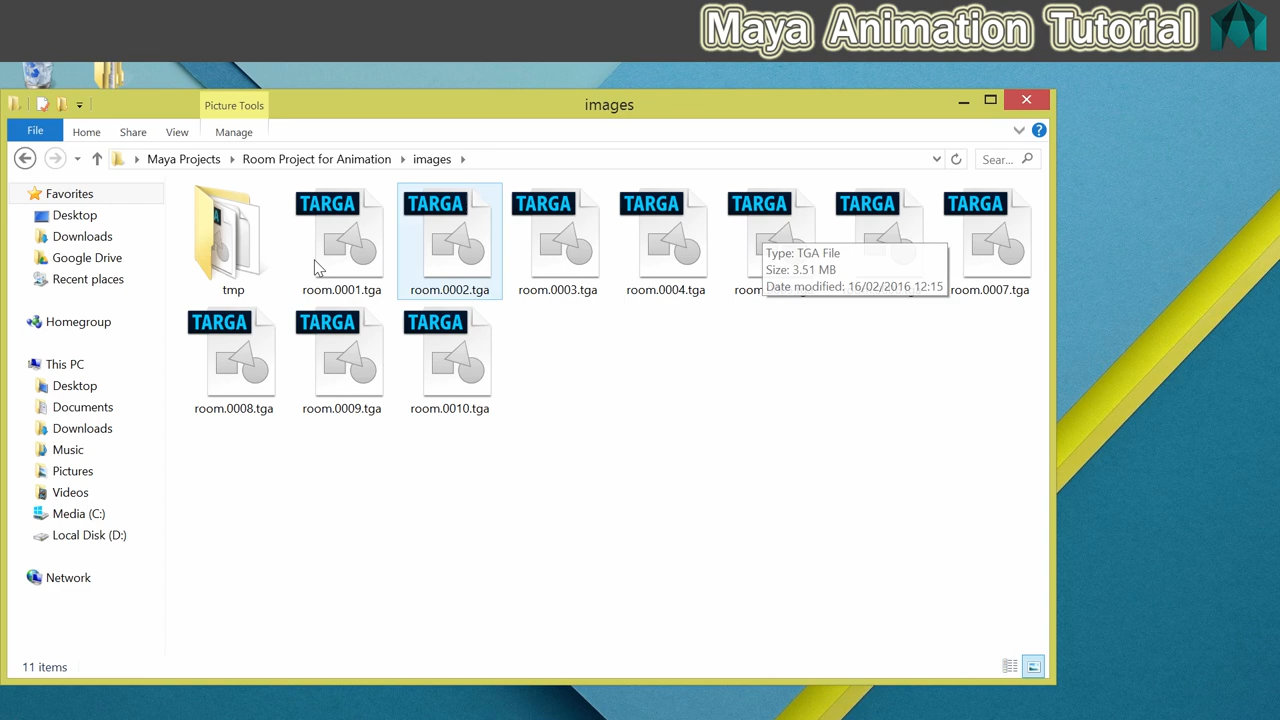 Maya Animation Tutorial
Picture Tools
images
File
Home
Share
View
Manage
Maya Projects
Room Project for Animation
images
Sear...
Favorites
Desktop
Downloads
Google Drive
Recent places
Homegroup
This PC
Desktop
Documents
Downloads
Music
Pictures
Videos
Media (C:)
Local Disk (D:)
Network
TARGA
TARGA
TARGA
TARGA
TARGA
TARGA
TARGA
tmp
room.0001.tga
room.0002.tga
room.0003.tga
room.0004.tga
room.0007.tga
Type: TGA File
Size: 3.51 MB
Date modified: 16/02/2016 12:15
TARGA
TARGA
TARGA
room.0008.tga
room.0009.tga
room.0010.tga
11 items